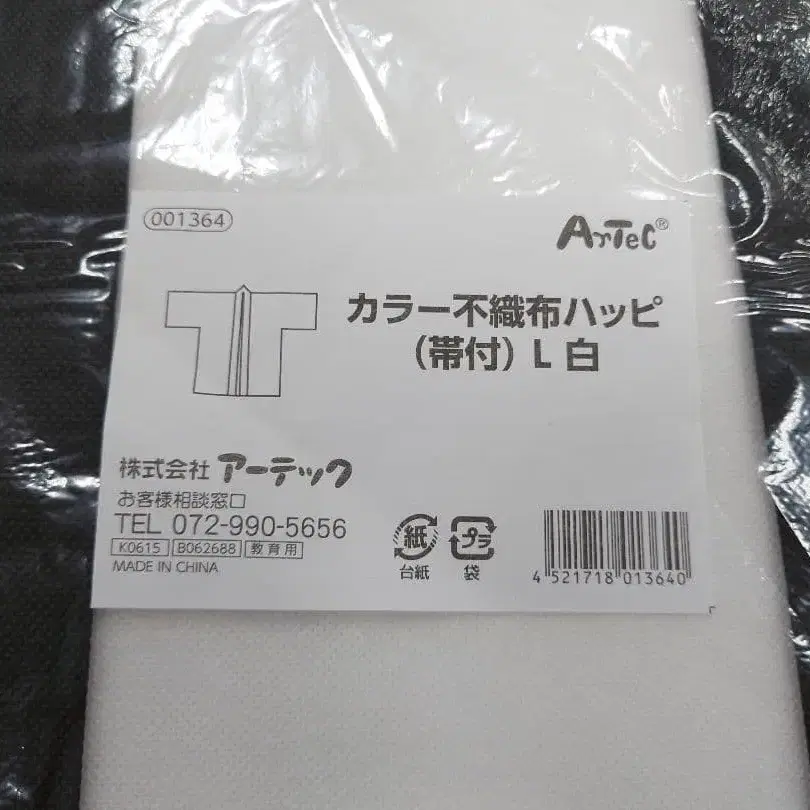 001364
ArTeC®
カラー不織布ハッピ
(帯付) L 白
株式会社 アーテック
お客様相談窓口
TEL 072-990-5656
K0615 B062688 教育用
MADE IN CHINA
紙
台紙
プラ
袋
4 521718 013640